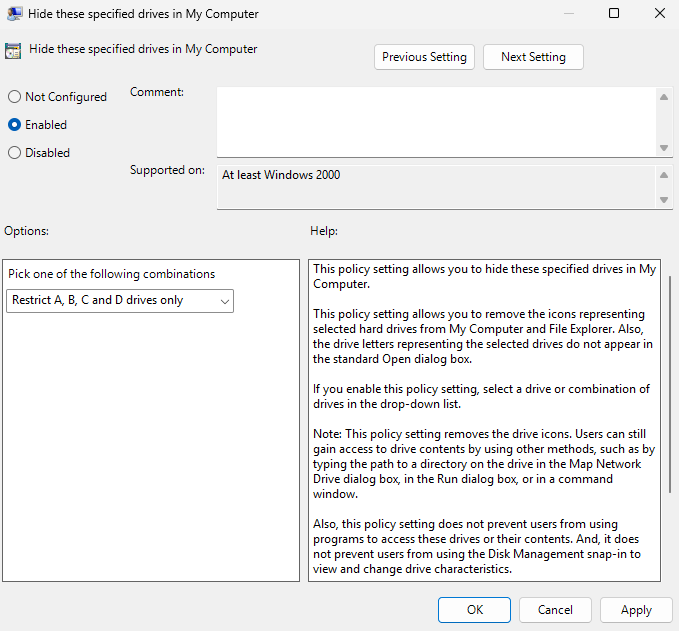 Hide these specified drives in My Computer
Hide these specified drives in My Computer
Previous Setting
Next Setting
Not Configured
Enabled
Disabled
Comment:
Supported on:
At least Windows 2000
Options:
Help:
Pick one of the following combinations
Restrict A, B, C and D drives only
This policy setting allows you to hide these specified drives in My
Computer.
This policy setting allows you to remove the icons representing
selected hard drives from My Computer and File Explorer. Also,
the drive letters representing the selected drives do not appear in
the standard Open dialog box.
If you enable this policy setting, select a drive or combination of
drives in the drop-down list.
Note: This policy setting removes the drive icons. Users can still
gain access to drive contents by using other methods, such as by
typing the path to a directory on the drive in the Map Network
Drive dialog box, in the Run dialog box, or in a command
window.
Also, this policy setting does not prevent users from using
programs to access these drives or their contents. And, it does
not prevent users from using the Disk Management snap-in to
view and change drive characteristics.
OK
Cancel
Apply